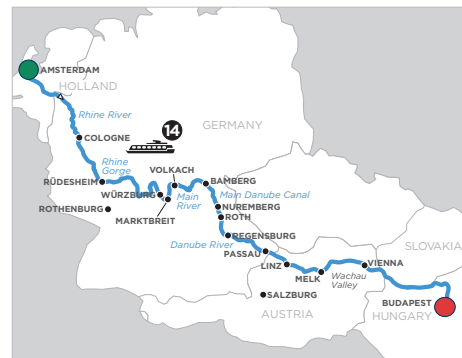 AMSTERDAM
HOLLAND
Rhine River
14
GERMANY
COLOGNE
Rhine
Gorge
VOLKACH
BAMBERG
RÜDESHEIM
WÜRZBURG
Main
River
Main Danube Canal
NUREMBERG
ROTHENBURG
MARKTBREIT
ROTH
REGENSBURG
Danube River
PASSAU
SLOVAKIA
LINZ
VIENNA
MELK
Wachau
Valley
SALZBURG
BUDAPEST
AUSTRIA
HUNGARY